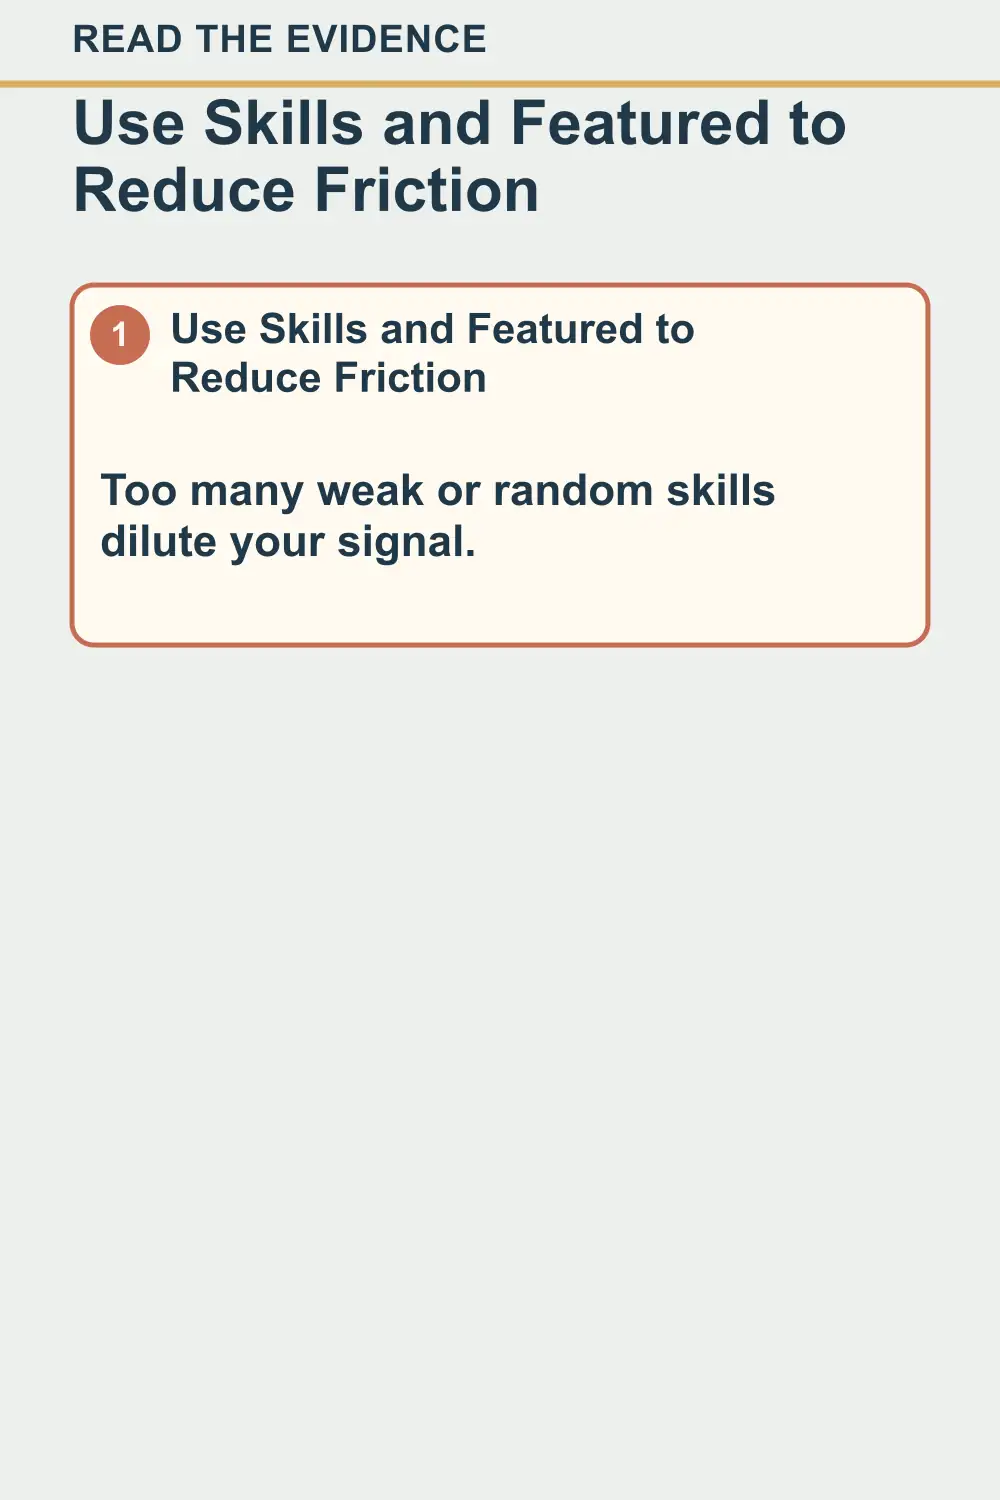 READ THE EVIDENCE
Use Skills and Featured to
Reduce Friction
1
Use Skills and Featured to
Reduce Friction
Too many weak or random skills
dilute your signal.